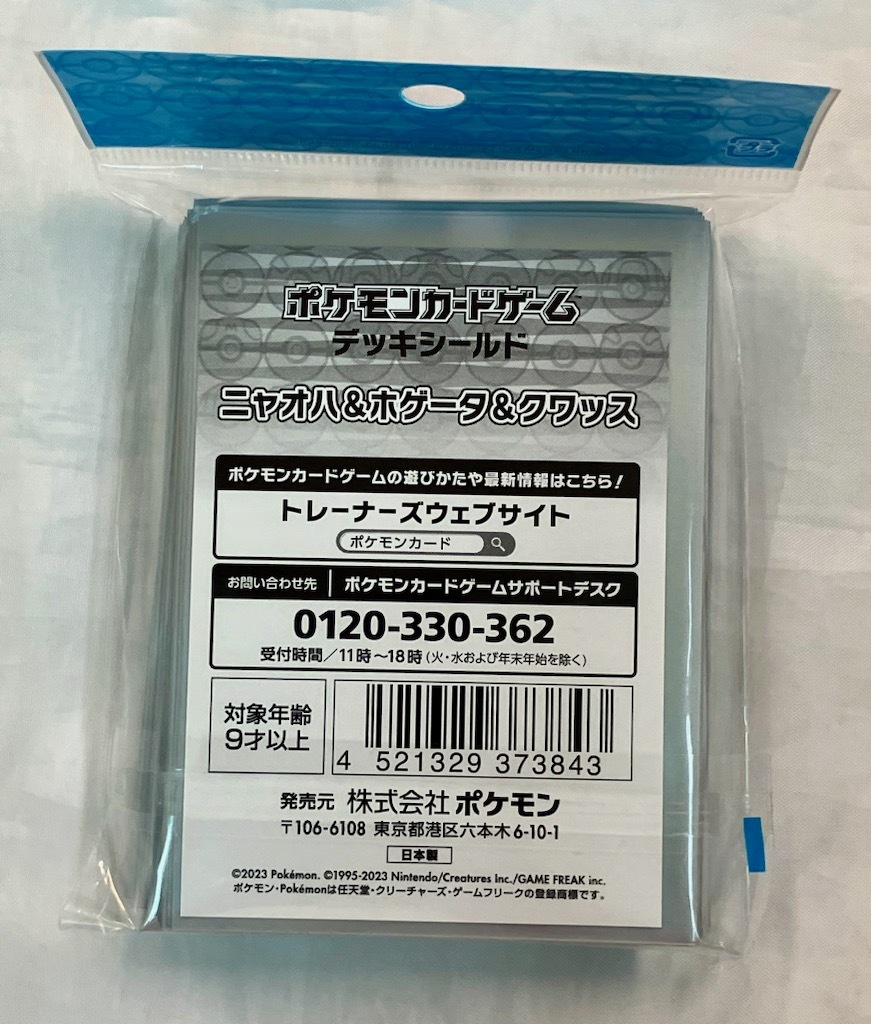 ポケモンカードゲーム
デッキシールド
ニャオハ&ホゲータ&クワッス
ポケモンカードゲームの遊びかたや最新情報はこちら!
トレーナーズウェブサイト
ポケモンカード
お問い合わせ先 ポケモンカードゲームサポートデスク
0120-330-362
受付時間/11時〜18時(火・水および年末年始を除く)
対象年齢
9才以上
4 521329 373843
発売元 株式会社ポケモン
〒106-6108 東京都港区六本木6-10-1
日本製
©2023 Pokémon. ©1995-2023 Nintendo/Creatures Inc./GAME FREAK inc.
ポケモン・Pokémonは任天堂・クリーチャーズ・ゲームフリークの登録商標です。